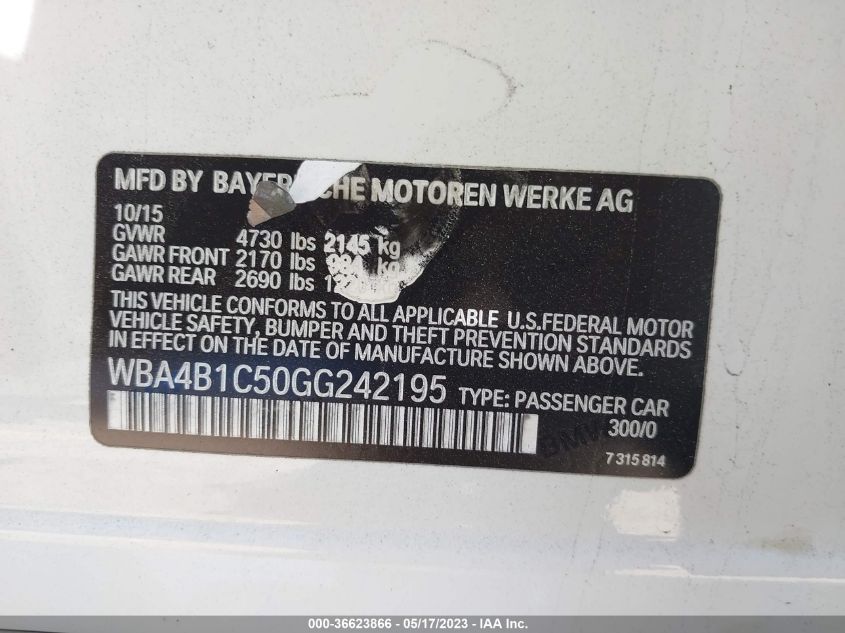 MFD BY MOTOREN WERKE AG
10/15
GVWR 4730 lbs 2145 kg
GAWR FRONT 2170 lbs 984 kg
GAWR REAR 2690 lbs
THIS VEHICLE CONFORMS TO ALL APPLICABLE U.S.FEDERAL MOTOR
VEHICLE SAFETY, BUMPER AND THEFT PREVENTION STANDARDS
IN EFFECT ON THE DATE OF MANUFACTURE SHOWN ABOVE.
WBA4B1C50GG242195 TYPE: PASSENGER CAR
300/0
BMW
7 315 814
000-36623866 - 05/17/2023 - IAA Inc.